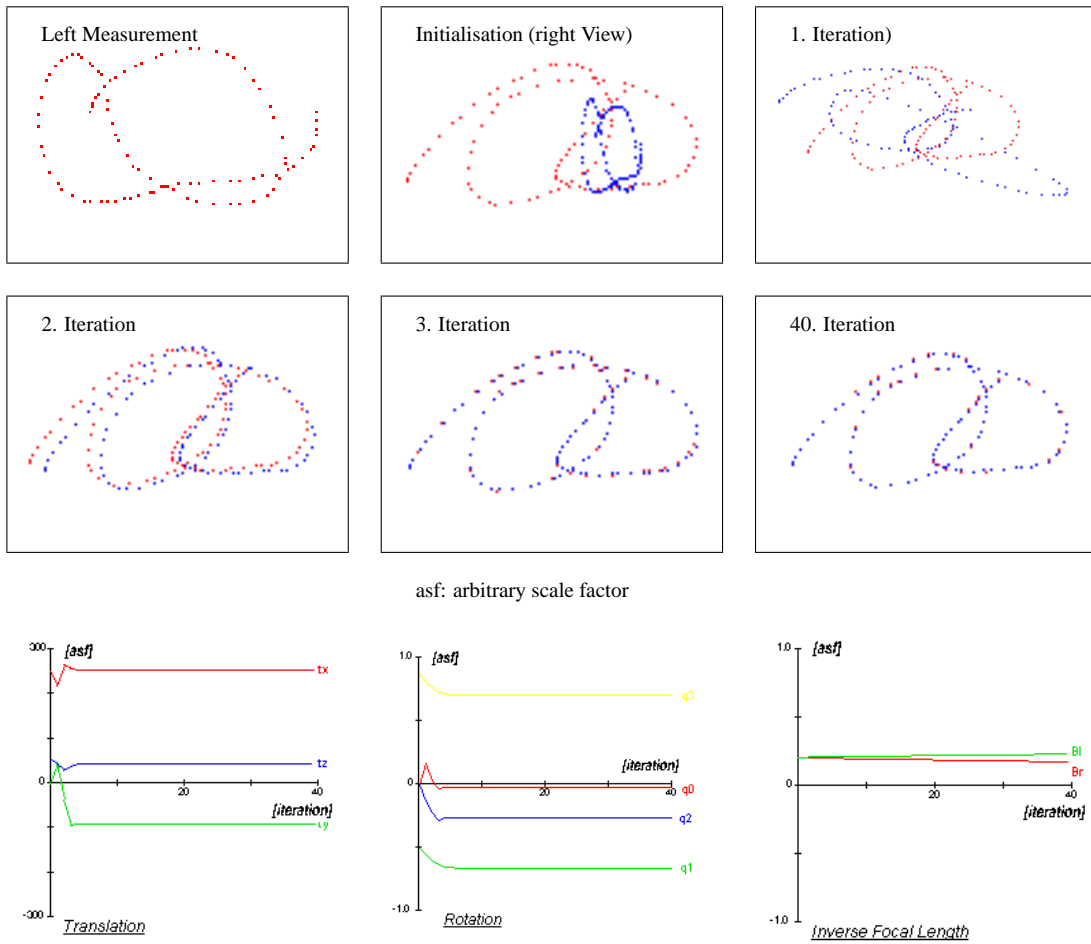 Left Measurement
Initialisation (right View)
1. Iteration)
2. Iteration
3. Iteration
40. Iteration
asf: arbitrary scale factor
300
[asf]
tx
tz
0
20
40
[iteration]
ty
-300
Translation
1.0
[asf]
q3
[iteration]
0
20
40
q0
q2
q1
-1.0
Rotation
1.0
[asf]
Bl
Br
0
20
40
[iteration]
-1.0
Inverse Focal Length